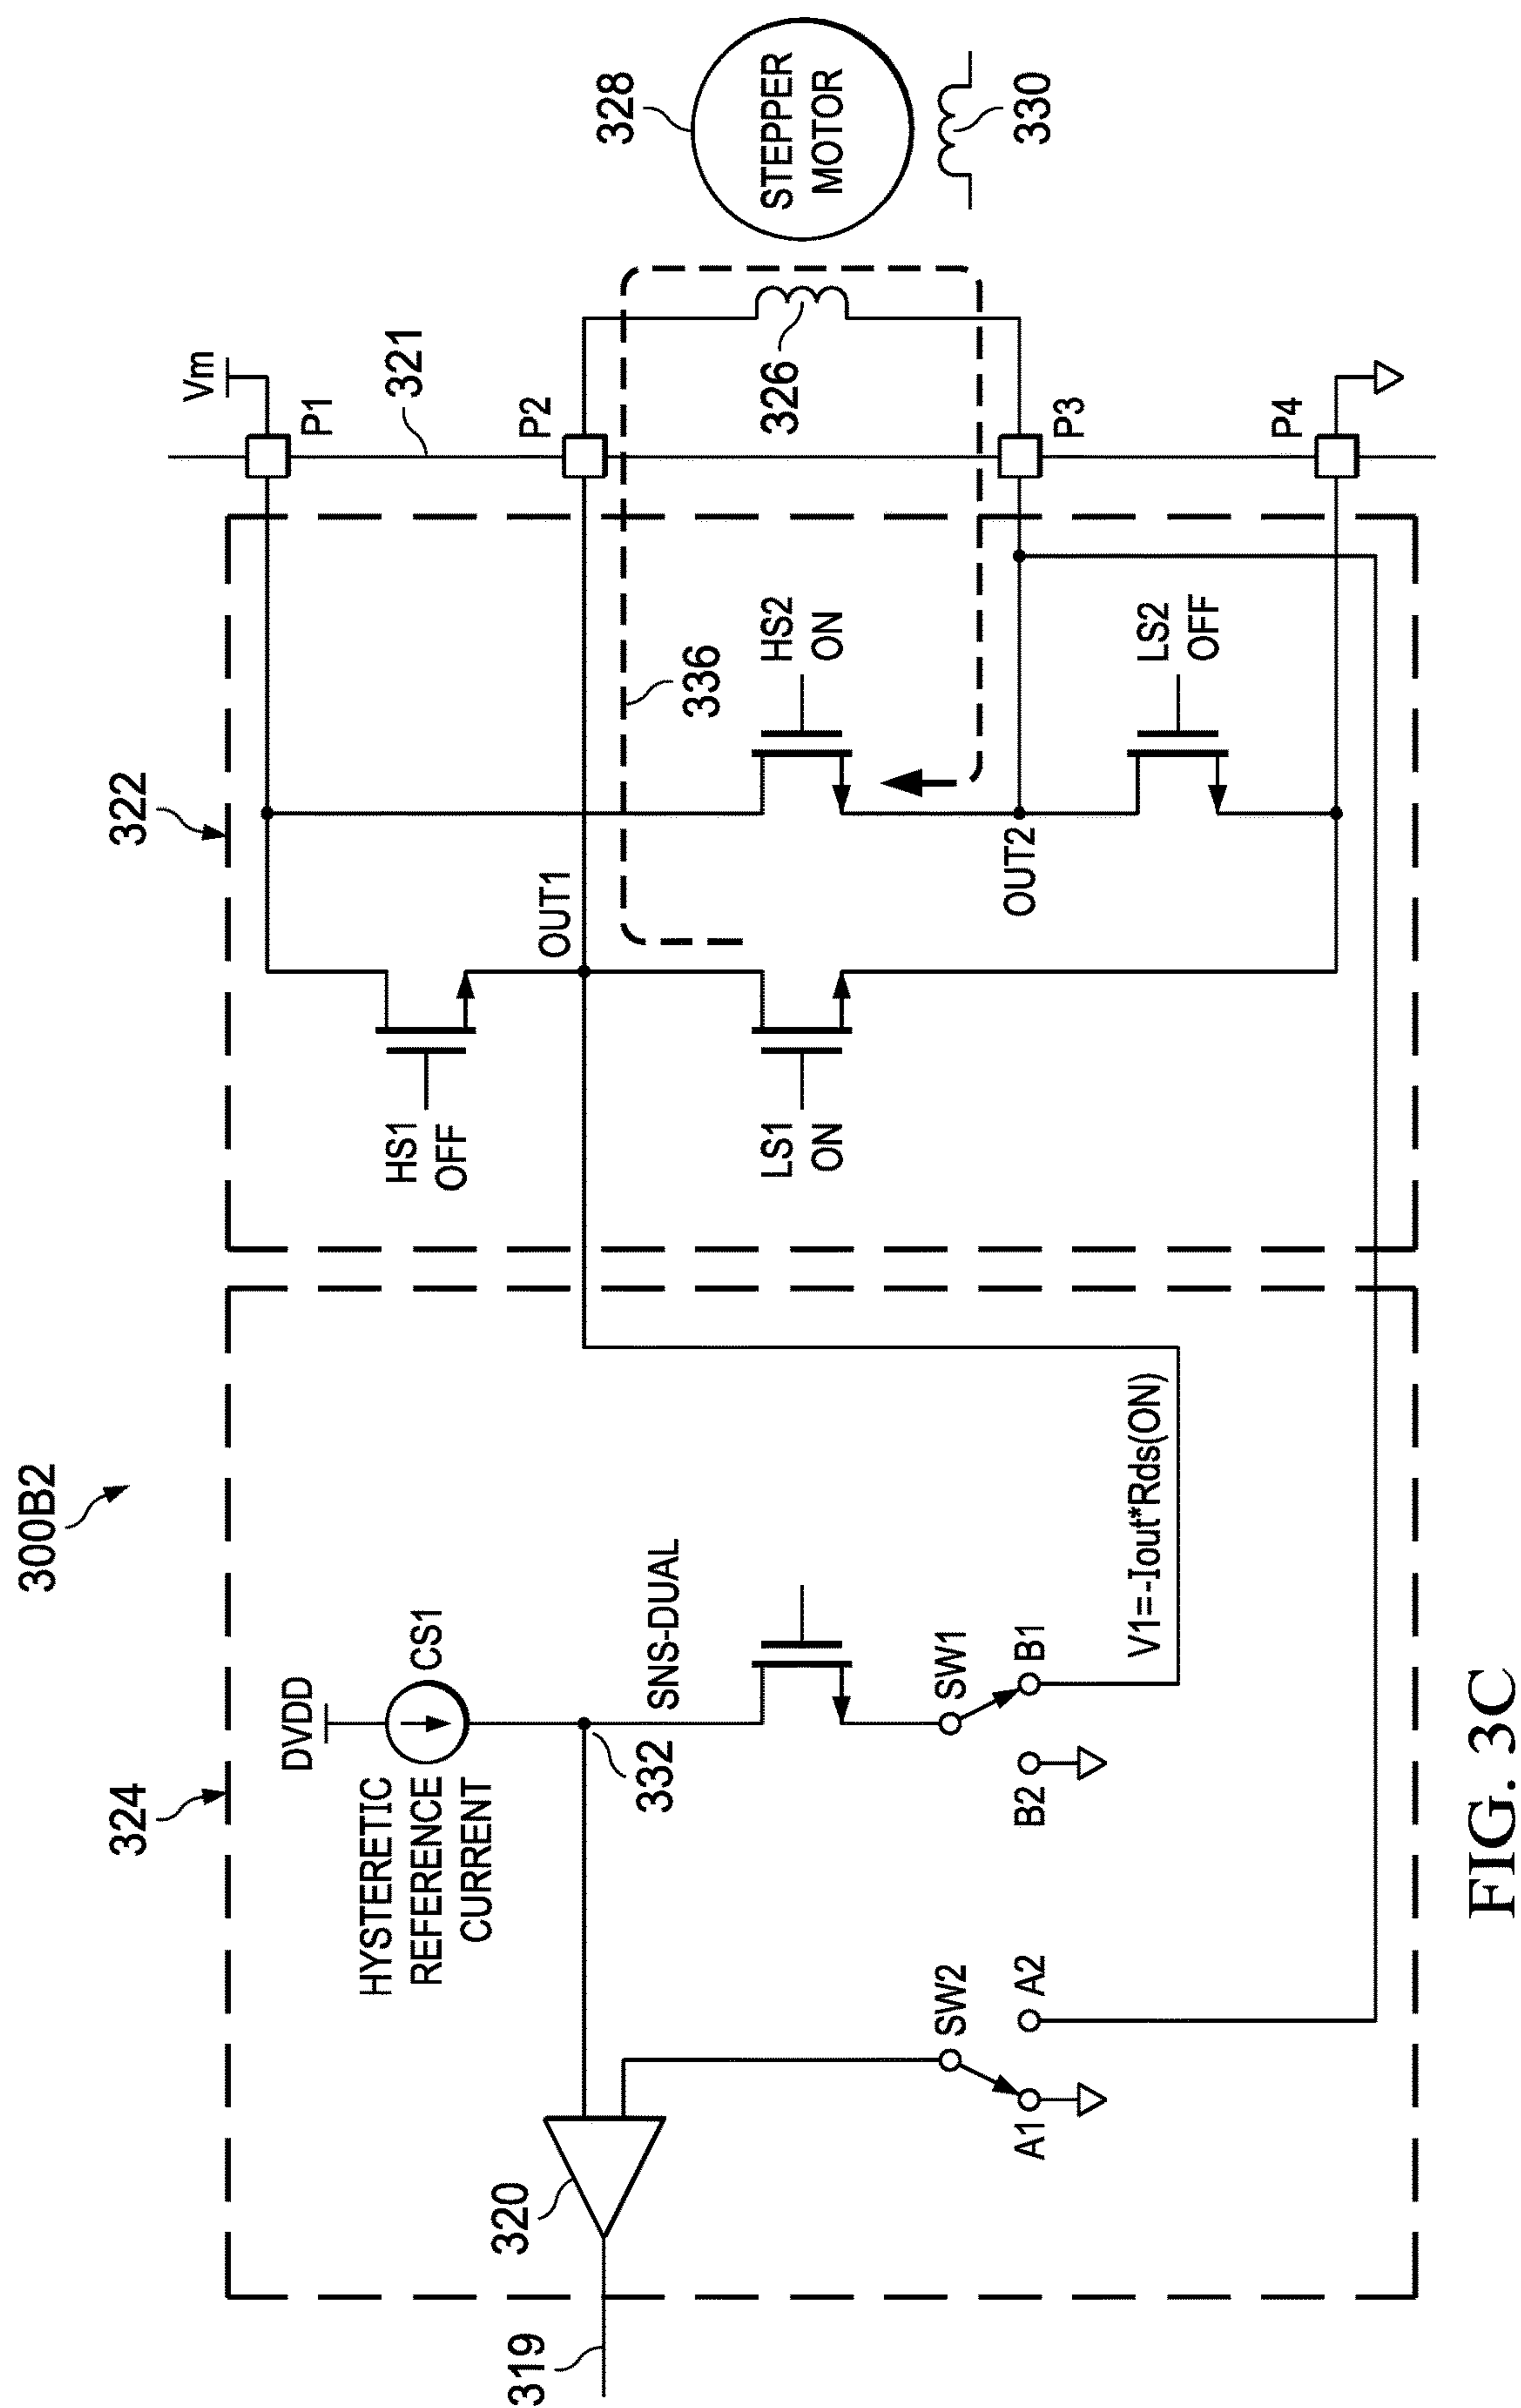 300B2
324
322
DVDD
CS1
HYSTERETIC
REFERENCE
CURRENT
332
SNS-DUAL
SW1
B1
B2
V1=-Iout*Rds(ON)
319
320
SW2
A1
A2
HS1
OFF
LS1
ON
OUT1
336
HS2
ON
OUT2
LS2
OFF
Vm
P1
321
P2
326
P3
P4
328
STEPPER
MOTOR
330
FIG. 3C